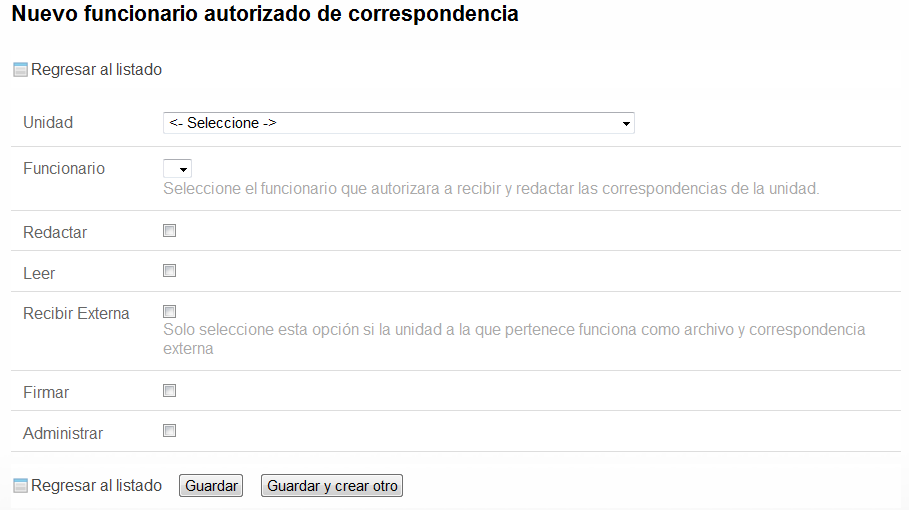 Nuevo funcionario autorizado de correspondencia
Regresar al listado
Unidad <- Seleccione ->
Funcionario
Seleccione el funcionario que autorizara a recibir y redactar las correspondencias de la unidad.
Redactar
Leer
Recibir Externa
Solo seleccione esta opción si la unidad a la que pertenece funciona como archivo y correspondencia
externa
Firmar
Administrar
Regresar al listado Guardar Guardar y crear otro